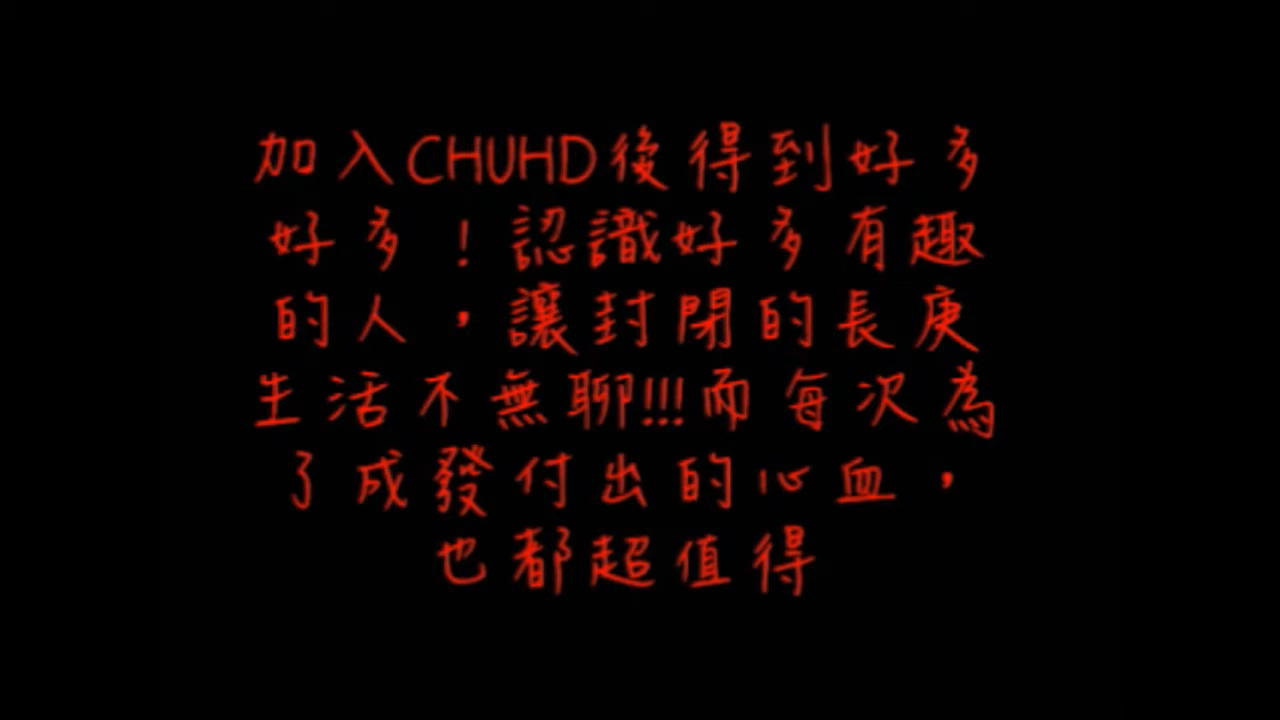 加入CHUHD後得到好多
好多！認識好多有趣
的人，讓封閉的長庚
生活不無聊!!!而每次為
了成發付出的心血，
也都超值得